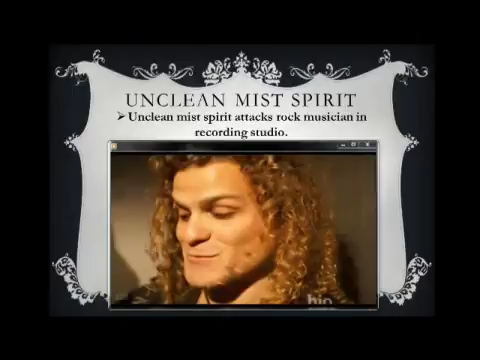 UNCLEAN MIST SPIRIT
➢Unclean mist spirit attacks rock musician in
recording studio.
bio